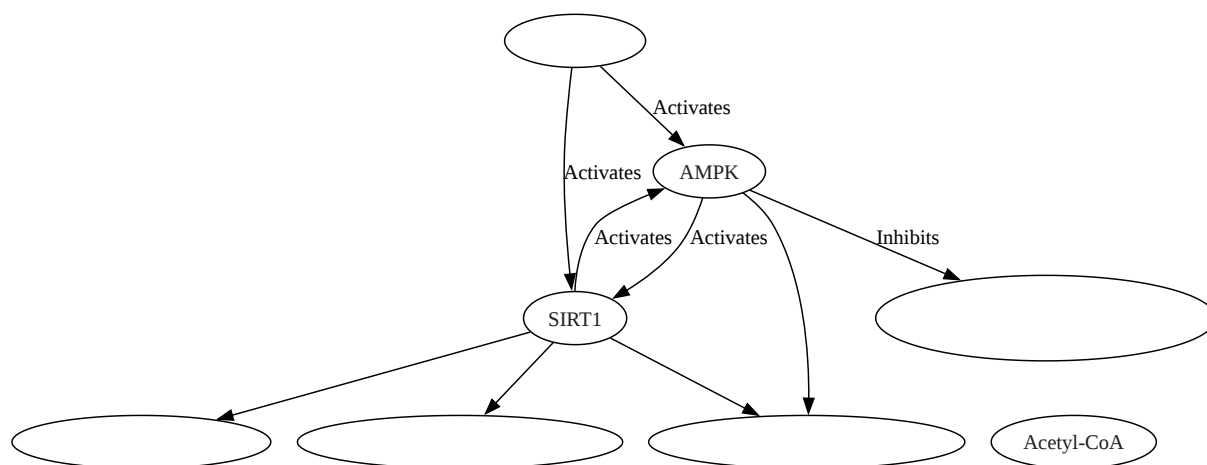 Activates
Activates
AMPK
Activates
Activates
Inhibits
SIRT1
Acetyl-CoA